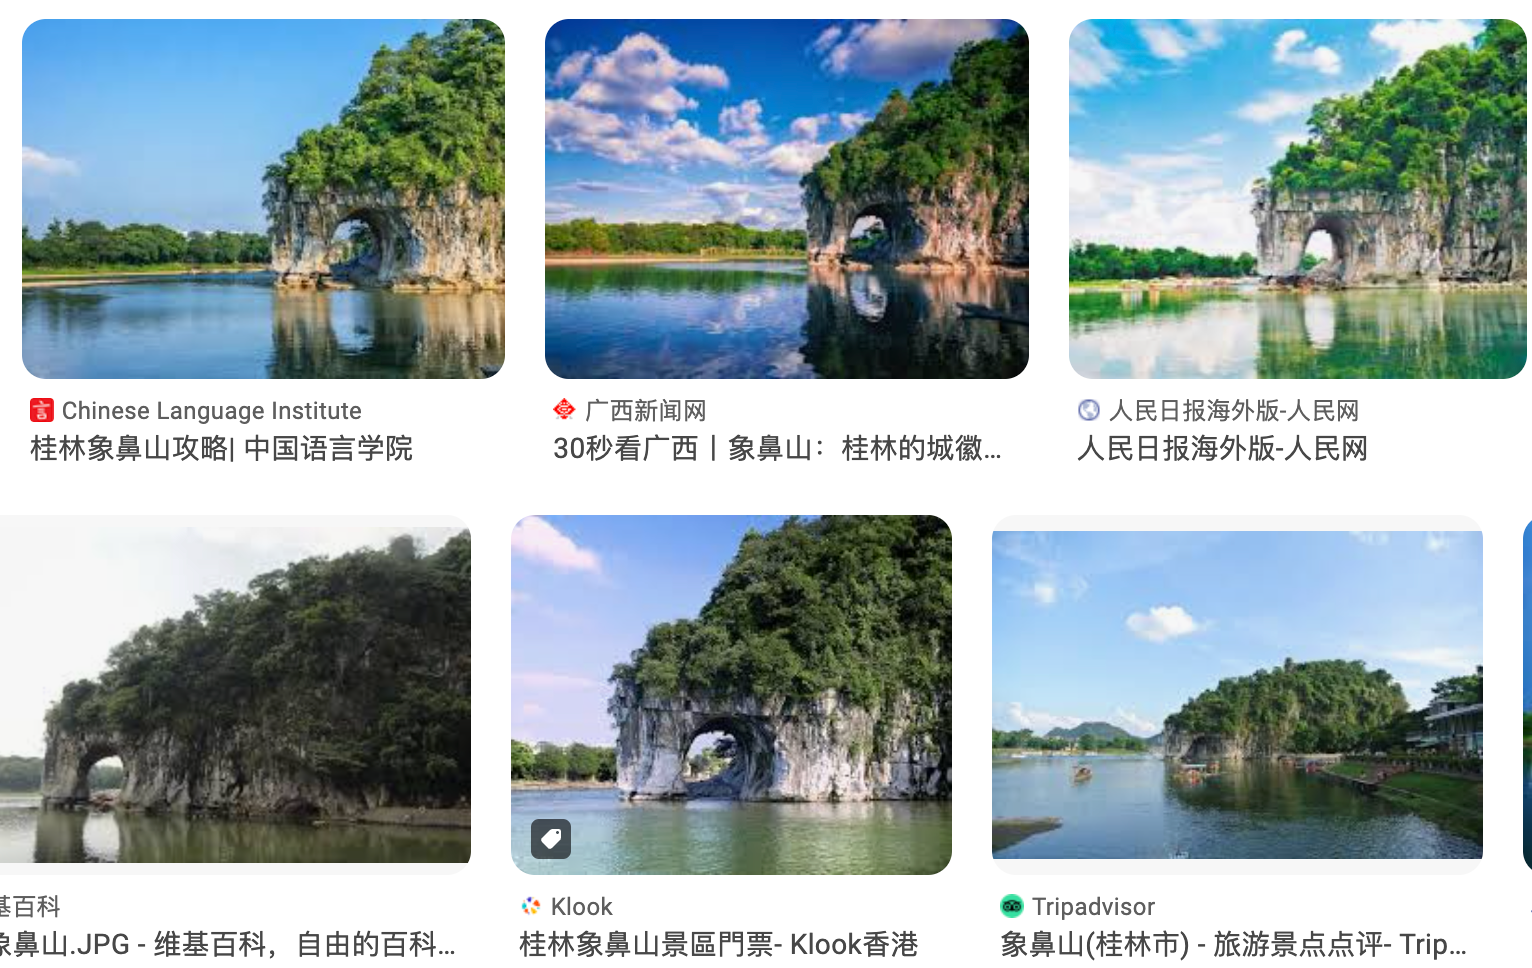 Chinese Language Institute
桂林象鼻山攻略| 中国语言学院
广西新闻网
30秒看广西丨象鼻山：桂林的城徽...
人民日报海外版-人民网
人民日报海外版-人民网
基百科
象鼻山.JPG - 维基百科，自由的百科...
Klook
桂林象鼻山景區門票- Klook香港
Tripadvisor
象鼻山(桂林市) - 旅游景点点评- Trip...